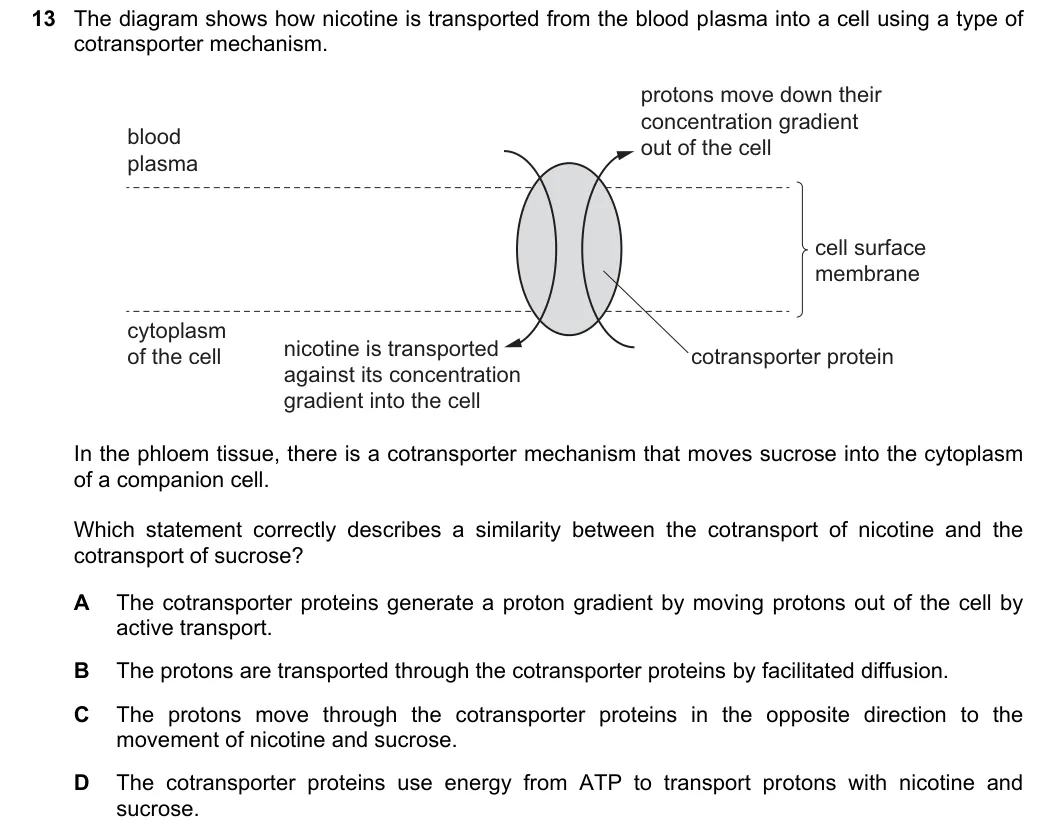 13 The diagram shows how nicotine is transported from the blood plasma into a cell using a type of
cotransporter mechanism.
protons move down their
concentration gradient
out of the cell
blood
plasma
cell surface
membrane
cytoplasm
of the cell
nicotine is transported
against its concentration
gradient into the cell
cotransporter protein
In the phloem tissue, there is a cotransporter mechanism that moves sucrose into the cytoplasm
of a companion cell.
Which statement correctly describes a similarity between the cotransport of nicotine and the
cotransport of sucrose?
A The cotransporter proteins generate a proton gradient by moving protons out of the cell by
active transport.
B The protons are transported through the cotransporter proteins by facilitated diffusion.
C The protons move through the cotransporter proteins in the opposite direction to the
movement of nicotine and sucrose.
D The cotransporter proteins use energy from ATP to transport protons with nicotine and
sucrose.